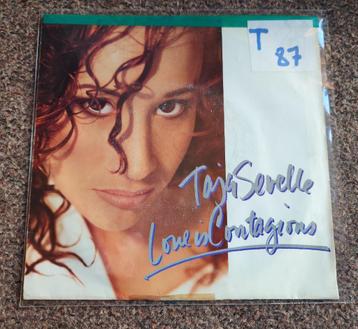 T
87
Taja Sevelle
Love is Contagious